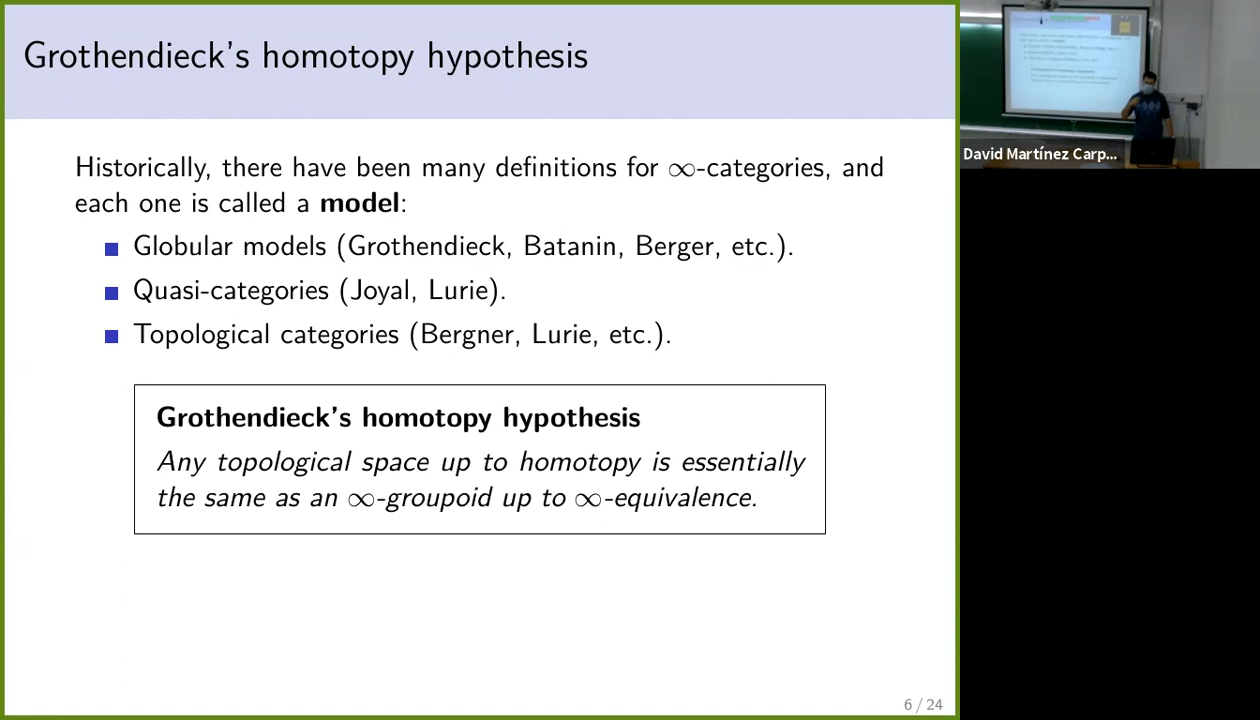 Grothendieck's homotopy hypothesis
Historically, there have been many definitions for ∞-categories, and
each one is called a model:
Globular models (Grothendieck, Batanin, Berger, etc.).
Quasi-categories (Joyal, Lurie).
Topological categories (Bergner, Lurie, etc.).
Grothendieck's homotopy hypothesis
Any topological space up to homotopy is essentially
the same as an ∞-groupoid up to ∞-equivalence.
6 / 24
David Martínez Carp...